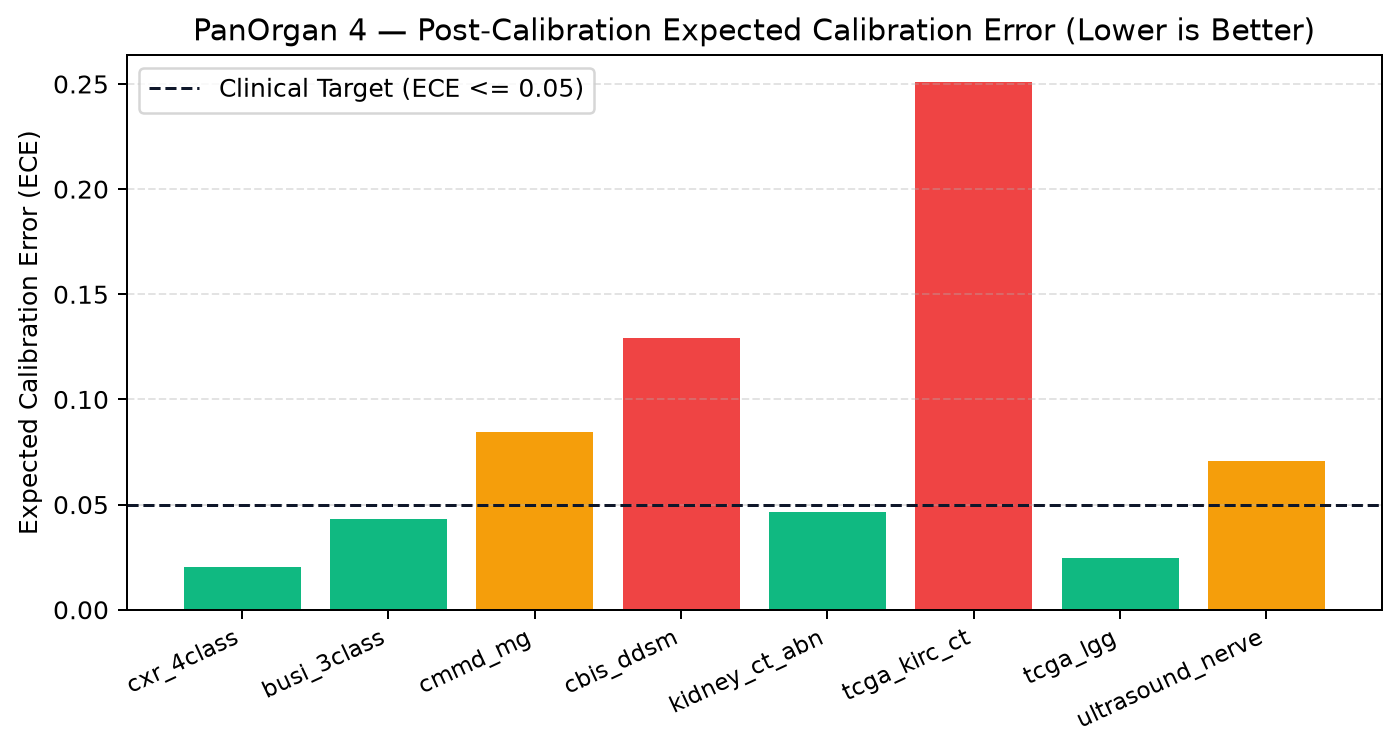 PanOrgan 4 — Post-Calibration Expected Calibration Error (Lower is Better)
Clinical Target (ECE <= 0.05)
Expected Calibration Error (ECE)
0.25
0.20
0.15
0.10
0.05
0.00
cxr_4class
busi_3class
cmmd_mg
cbis_ddsm
kidney_ct_abn
tcga_kirc_ct
tcga_lgg
ultrasound_nerve